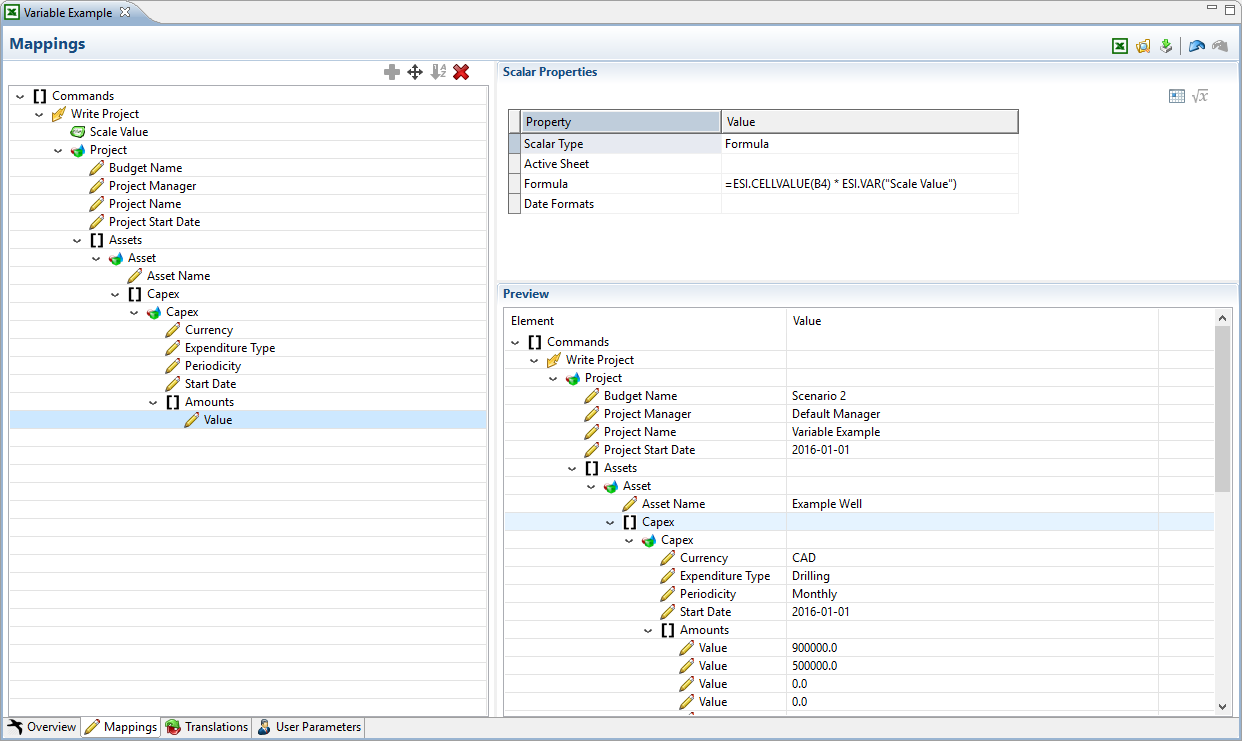 Variable Example
Mappings
Commands
Write Project
Scale Value
Project
Budget Name
Project Manager
Project Name
Project Start Date
Assets
Asset
Asset Name
Capex
Capex
Currency
Expenditure Type
Periodicity
Start Date
Amounts
Value
Scalar Properties
Property Value
Scalar Type Formula
Active Sheet
Formula =ESI.CELLVALUE(B4) * ESI.VAR("Scale Value")
Date Formats
Preview
Element Value
Commands
Write Project
Project
Budget Name Scenario 2
Project Manager Default Manager
Project Name Variable Example
Project Start Date 2016-01-01
Assets
Asset
Asset Name Example Well
Capex
Capex
Currency CAD
Expenditure Type Drilling
Periodicity Monthly
Start Date 2016-01-01
Amounts
Value 900000.0
Value 500000.0
Value 0.0
Value 0.0
Overview Mappings Translations User Parameters